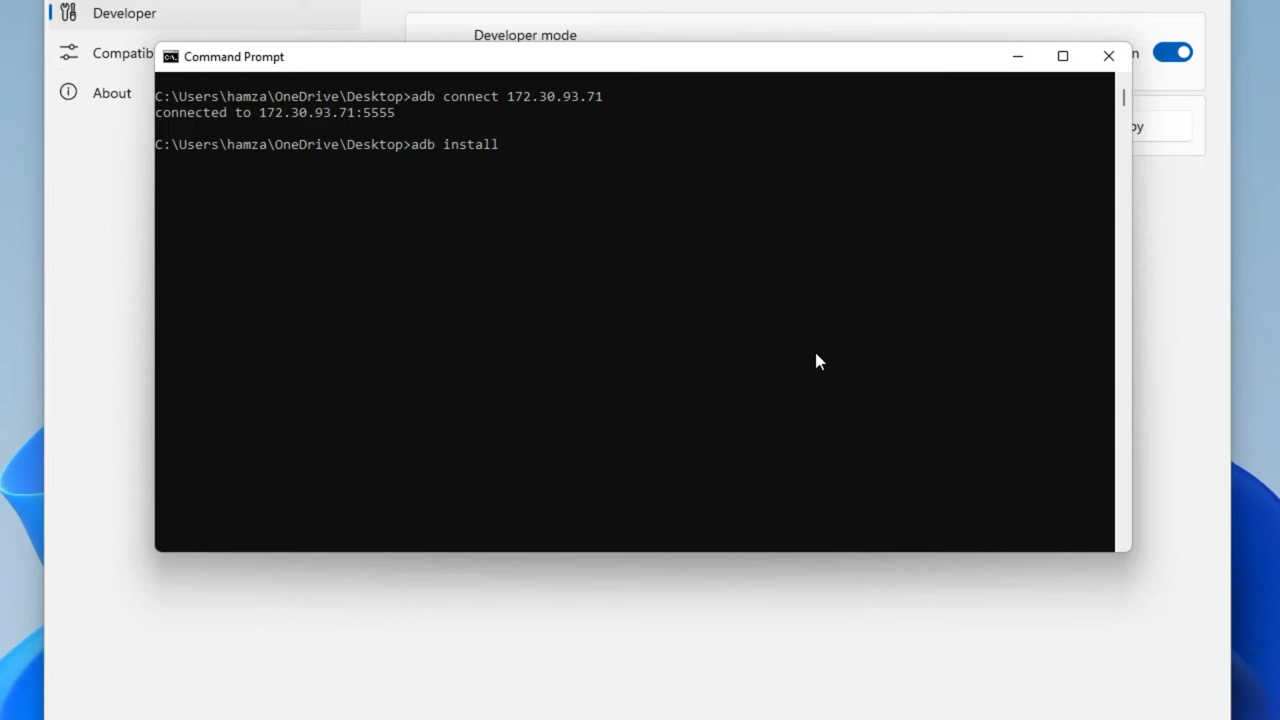 Developer
Developer mode
Compatib
n
Command Prompt
About
py
C:\Users\hamza\OneDrive\Desktop>adb connect 172.30.93.71
connected to 172.30.93.71:5555
C:\Users\hamza\OneDrive\Desktop>adb install